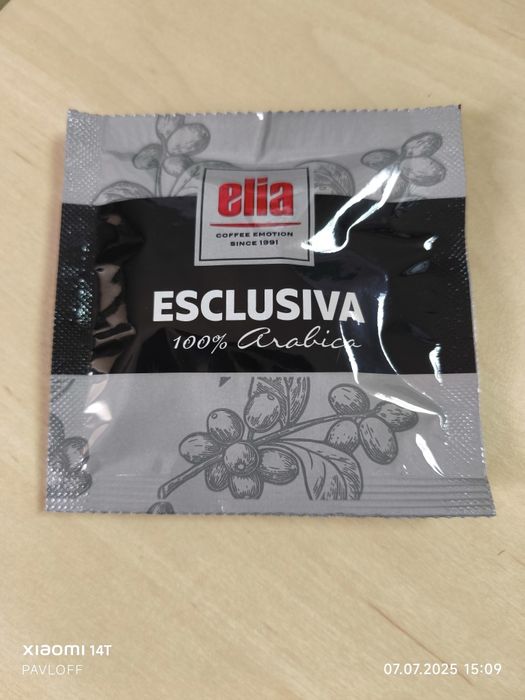 elia
COFFEE EMOTION
SINCE 1991
ESCLUSIVA
100% Arabica
XIAOMI 14T
PAVLOFF
07.07.2025 15:09